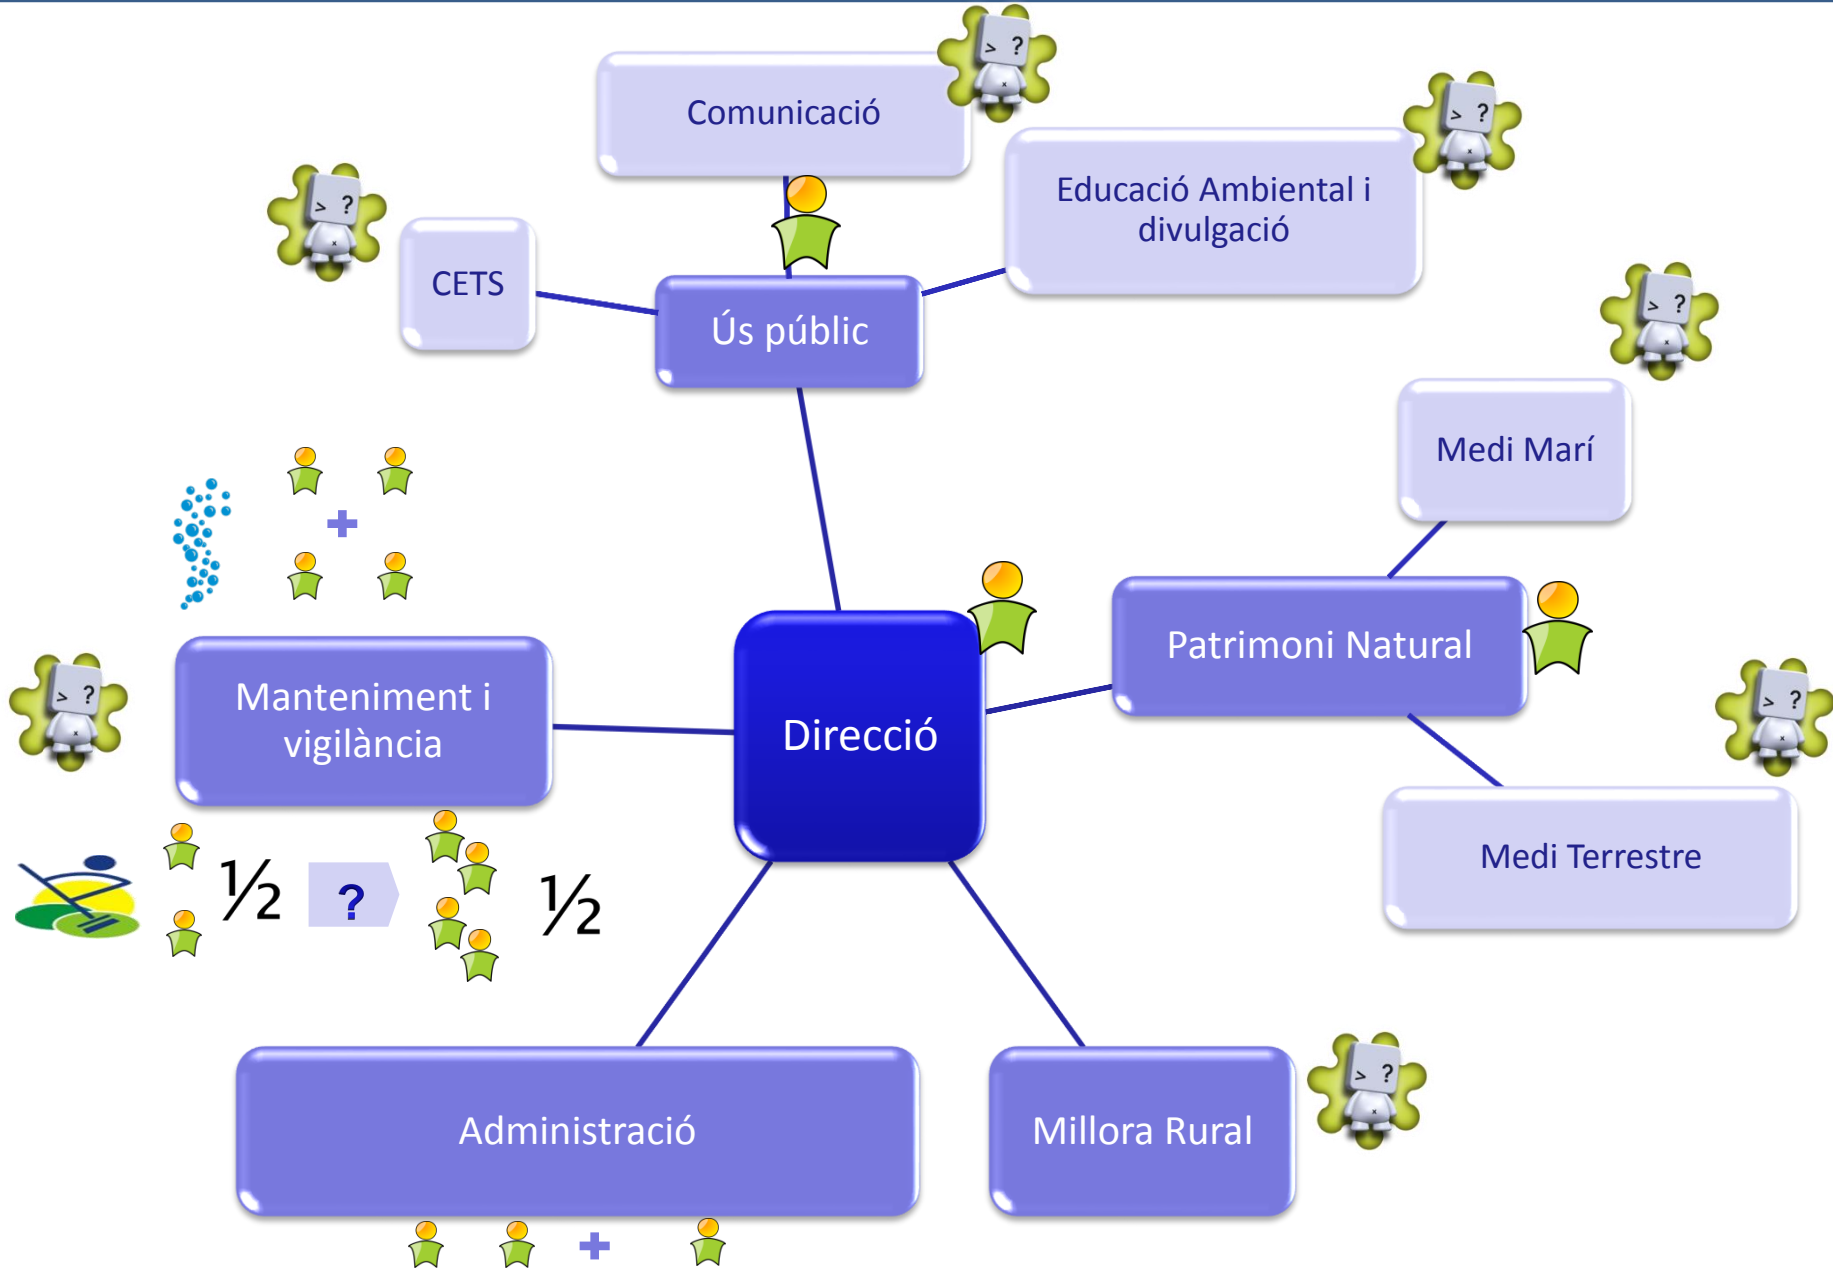 > ?
Comunicació
> ?
Educació Ambiental i
divulgació
> ?
CETS
Ús públic
> ?
Medi Marí
Patrimoni Natural
> ?
Manteniment i
vigilància
Direcció
> ?
Medi Terrestre
½
?
½
Administració
Millora Rural
> ?